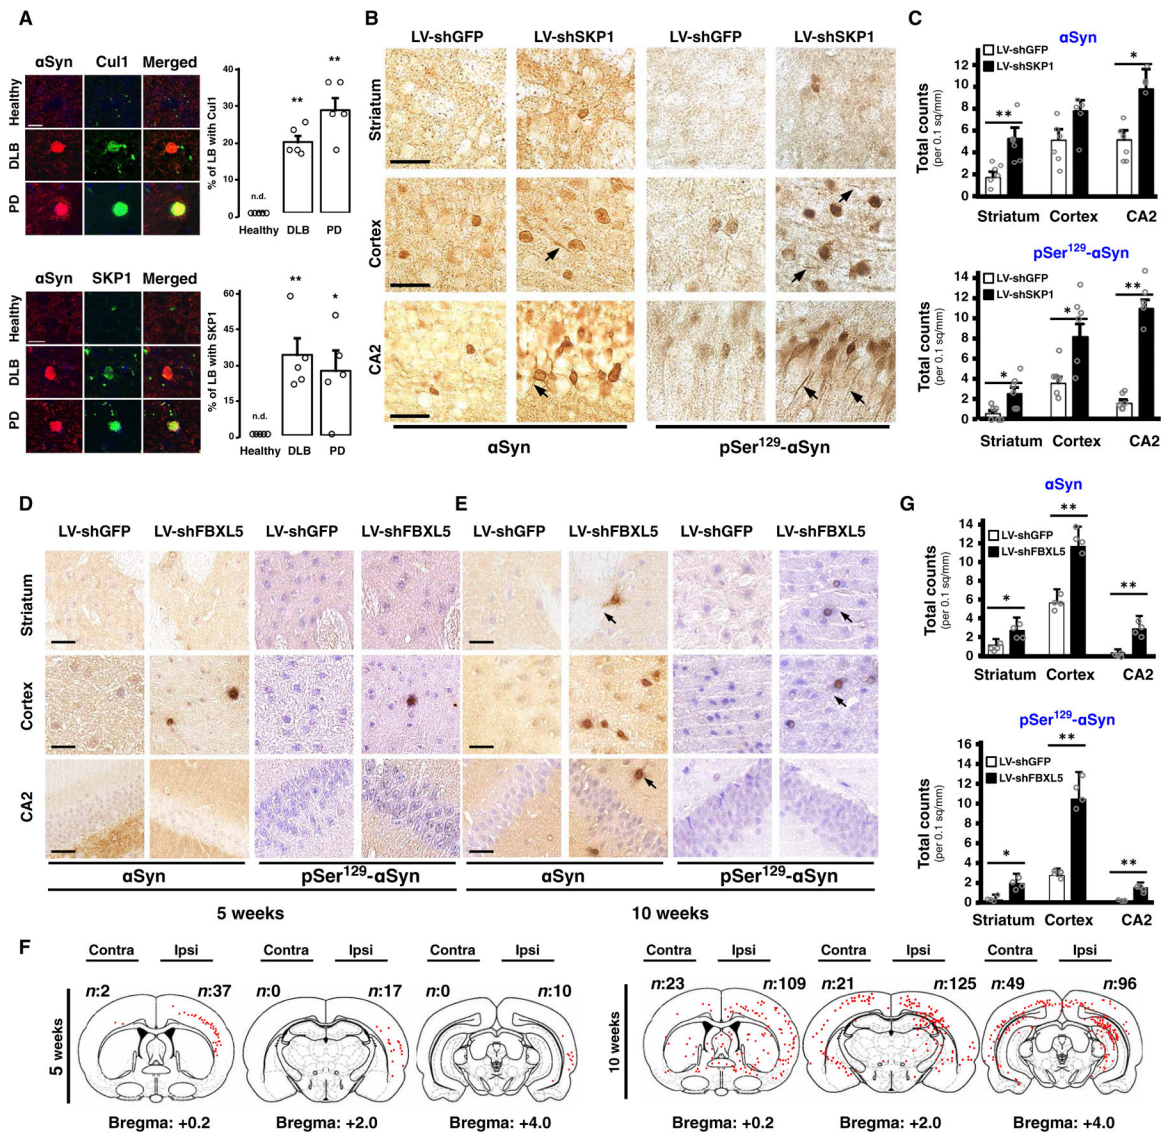 A
αSyn Cul1 Merged
Healthy
DLB
PD
% of LB with Cul1
40
30
20
10
0
n.d.
**
**
Healthy DLB PD
αSyn SKP1 Merged
Healthy
DLB
PD
% of LB with SKP1
60
45
30
15
0
n.d.
**
*
Healthy DLB PD
B
LV-shGFP LV-shSKP1 LV-shGFP LV-shSKP1
Striatum
Cortex
CA2
αSyn pSer129-αSyn
C
αSyn
LV-shGFP
LV-shSKP1
Total counts
(per 0.1 sq/mm)
12
10
8
6
4
2
0
**
*
Striatum Cortex CA2
pSer129-αSyn
LV-shGFP
LV-shSKP1
Total counts
(per 0.1 sq/mm)
14
12
10
8
6
4
2
0
*
*
**
Striatum Cortex CA2
D
LV-shGFP LV-shFBXL5 LV-shGFP LV-shFBXL5
Striatum
Cortex
CA2
αSyn pSer129-αSyn
5 weeks
E
LV-shGFP LV-shFBXL5 LV-shGFP LV-shFBXL5
αSyn pSer129-αSyn
10 weeks
G
αSyn
LV-shGFP
LV-shFBXL5
Total counts
(per 0.1 sq/mm)
14
12
10
8
6
4
2
0
*
**
**
Striatum Cortex CA2
pSer129-αSyn
LV-shGFP
LV-shFBXL5
Total counts
(per 0.1 sq/mm)
16
14
12
10
8
6
4
2
0
*
**
**
Striatum Cortex CA2
F
5 weeks
Contra Ipsi Contra Ipsi Contra Ipsi
n:2 n:37 n:0 n:17 n:0 n:10
Bregma: +0.2 Bregma: +2.0 Bregma: +4.0
10 weeks
Contra Ipsi Contra Ipsi Contra Ipsi
n:23 n:109 n:21 n:125 n:49 n:96
Bregma: +0.2 Bregma: +2.0 Bregma: +4.0